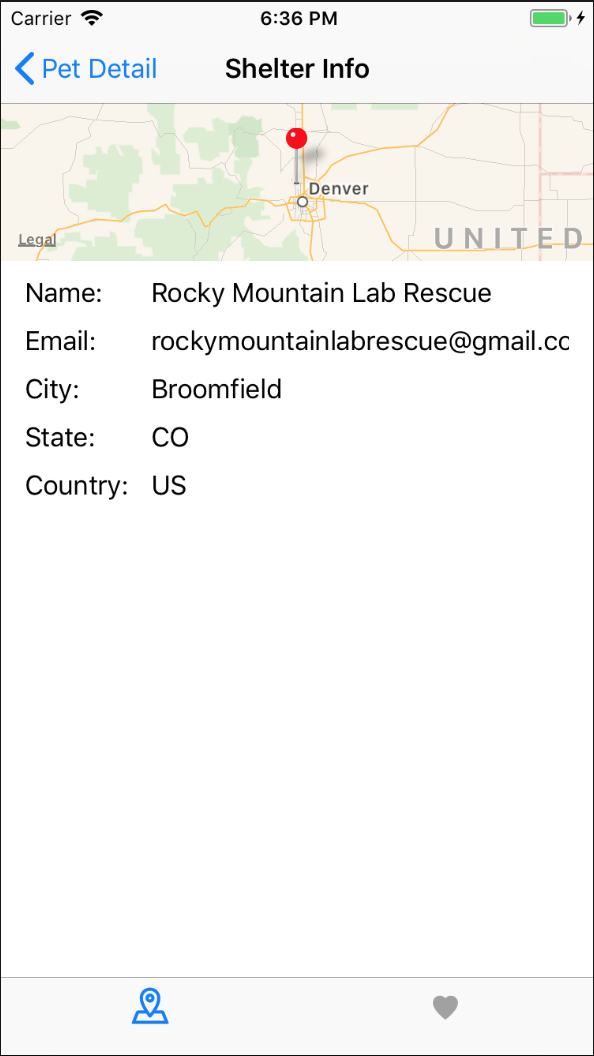 Carrier 6:36 PM
Pet Detail Shelter Info
Denver
Legal
UNITED
Name: Rocky Mountain Lab Rescue
Email: rockymountainlabrescue@gmail.cc
City: Broomfield
State: CO
Country: US